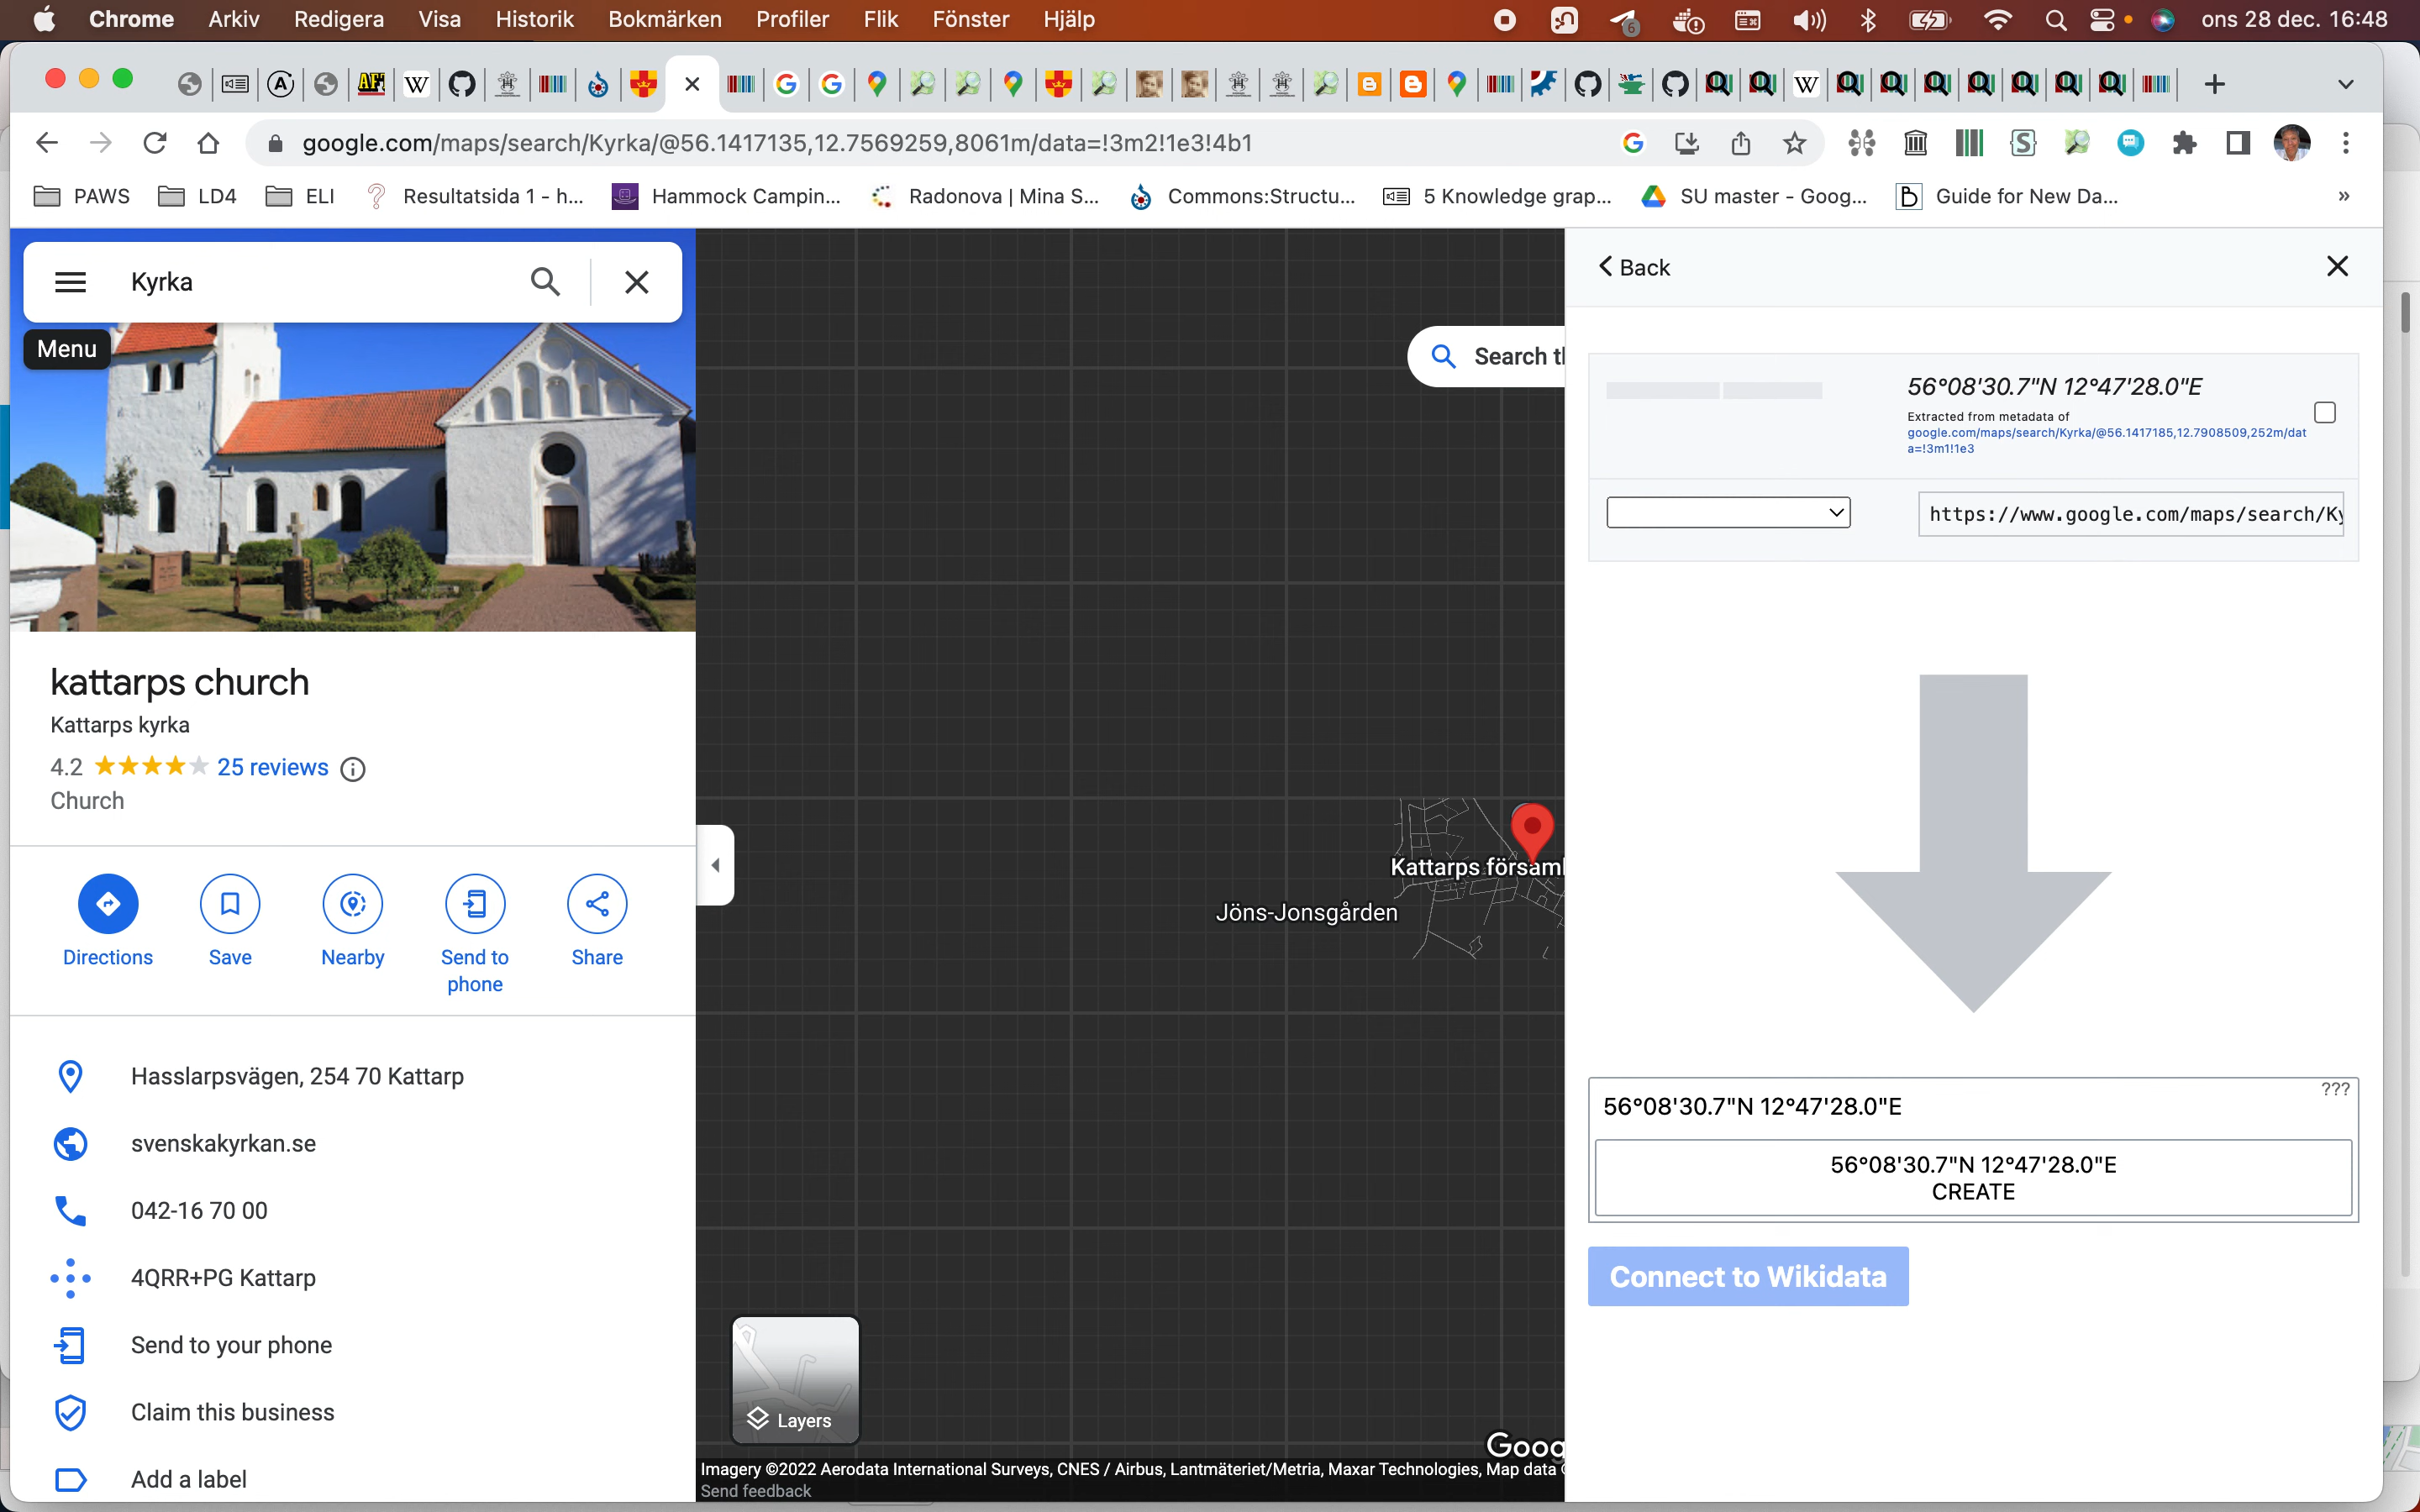 Chrome Arkiv Redigera Visa Historik Bokmärken Profiler Flik Fönster Hjälp
6
ons 28 dec. 16:48
google.com/maps/search/Kyrka/@56.1417135,12.7569259,8061m/data=!3m2!1e3!4b1
PAWS LD4 ELI Resultatsida 1 - h... Hammock Campin... Radonova | Mina S... Commons:Structu... 5 Knowledge grap... SU master - Goog... Guide for New Da... »
Kyrka
Menu
kattarps church
Kattarps kyrka
4.2 25 reviews
Church
Directions
Save
Nearby
Send to
phone
Share
Hasslarpsvägen, 254 70 Kattarp
svenskakyrkan.se
042-16 70 00
4QRR+PG Kattarp
Send to your phone
Claim this business
Add a label
Search t
Kattarps församl
Jöns-Jonsgården
Layers
Goog
Imagery ©2022 Aerodata International Surveys, CNES / Airbus, Lantmäteriet/Metria, Maxar Technologies, Map data
Send feedback
Back
56°08'30.7"N 12°47'28.0"E
Extracted from metadata of
google.com/maps/search/Kyrka/@56.1417185,12.7908509,252m/dat
a=!3m1!1e3
https://www.google.com/maps/search/Ky
???
56°08'30.7"N 12°47'28.0"E
56°08'30.7"N 12°47'28.0"E
CREATE
Connect to Wikidata